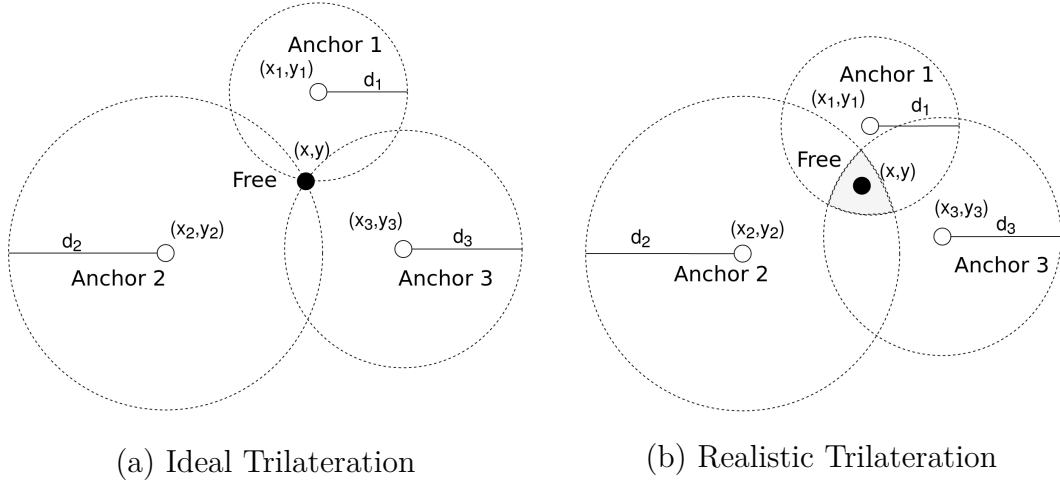 Anchor 1
(x₁,y₁)
d₁
(x,y)
Free
(x₂,y₂)
d₂
Anchor 2
(x₃,y₃)
d₃
Anchor 3
(a) Ideal Trilateration
Anchor 1
(x₁,y₁)
d₁
Free
(x,y)
(x₂,y₂)
d₂
Anchor 2
(x₃,y₃)
d₃
Anchor 3
(b) Realistic Trilateration